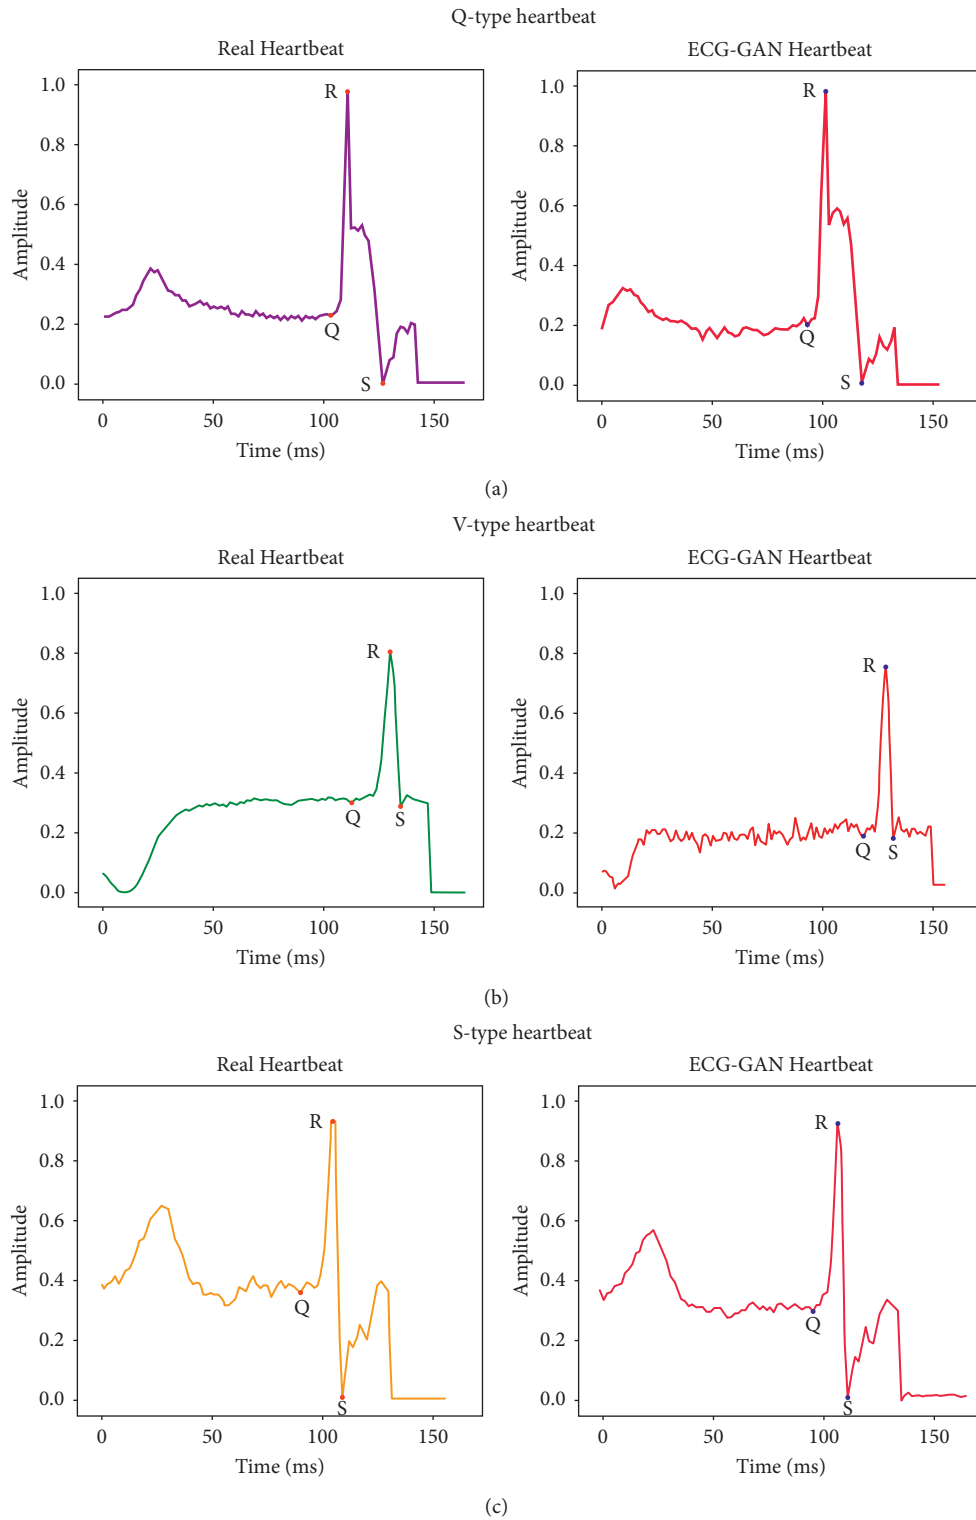 Q-type heartbeat
Real Heartbeat
ECG-GAN Heartbeat
1.0
0.8
0.6
0.4
0.2
0.0
Amplitude
R
Q
S
0
50
100
150
Time (ms)
1.0
0.8
0.6
0.4
0.2
0.0
Amplitude
R
Q
S
0
50
100
150
Time (ms)
(a)
V-type heartbeat
Real Heartbeat
ECG-GAN Heartbeat
1.0
0.8
0.6
0.4
0.2
0.0
Amplitude
R
Q
S
0
50
100
150
Time (ms)
1.0
0.8
0.6
0.4
0.2
0.0
Amplitude
R
Q
S
0
50
100
150
Time (ms)
(b)
S-type heartbeat
Real Heartbeat
ECG-GAN Heartbeat
1.0
0.8
0.6
0.4
0.2
0.0
Amplitude
R
Q
S
0
50
100
150
Time (ms)
1.0
0.8
0.6
0.4
0.2
0.0
Amplitude
R
Q
S
0
50
100
150
Time (ms)
(c)